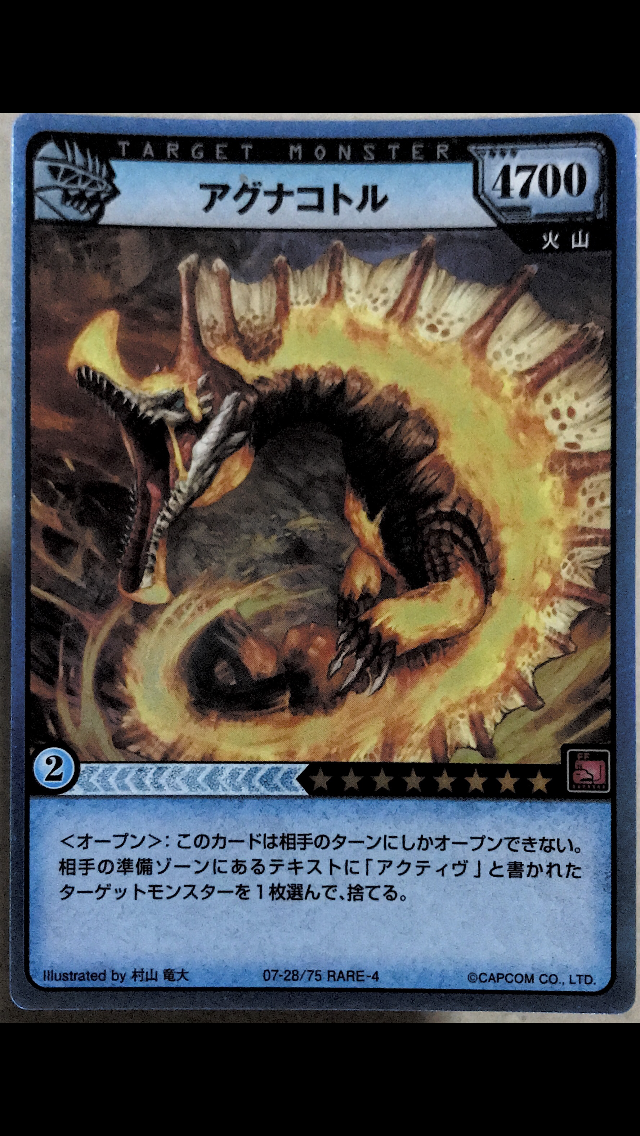 TARGET MONSTER
アグナコトル
4700
火山
2
<オープン>:このカードは相手のターンにしかオープンできない。
相手の準備ゾーンにあるテキストに「アクティヴ」と書かれた
ターゲットモンスターを1枚選んで、捨てる。
Illustrated by 村山 竜大 07-28/75 RARE-4 ©CAPCOM CO., LTD.